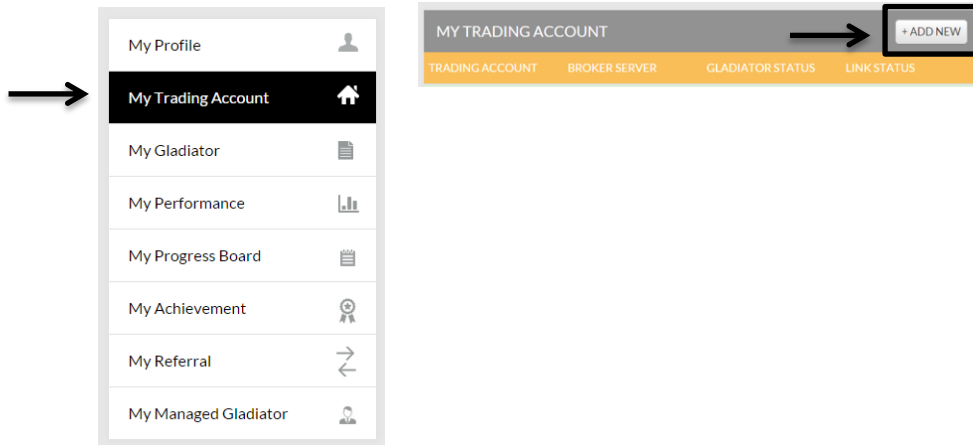 My Profile
My Trading Account
My Gladiator
My Performance
My Progress Board
My Achievement
My Referral
My Managed Gladiator
MY TRADING ACCOUNT
+ ADD NEW
TRADING ACCOUNT BROKER SERVER GLADIATOR STATUS LINK STATUS